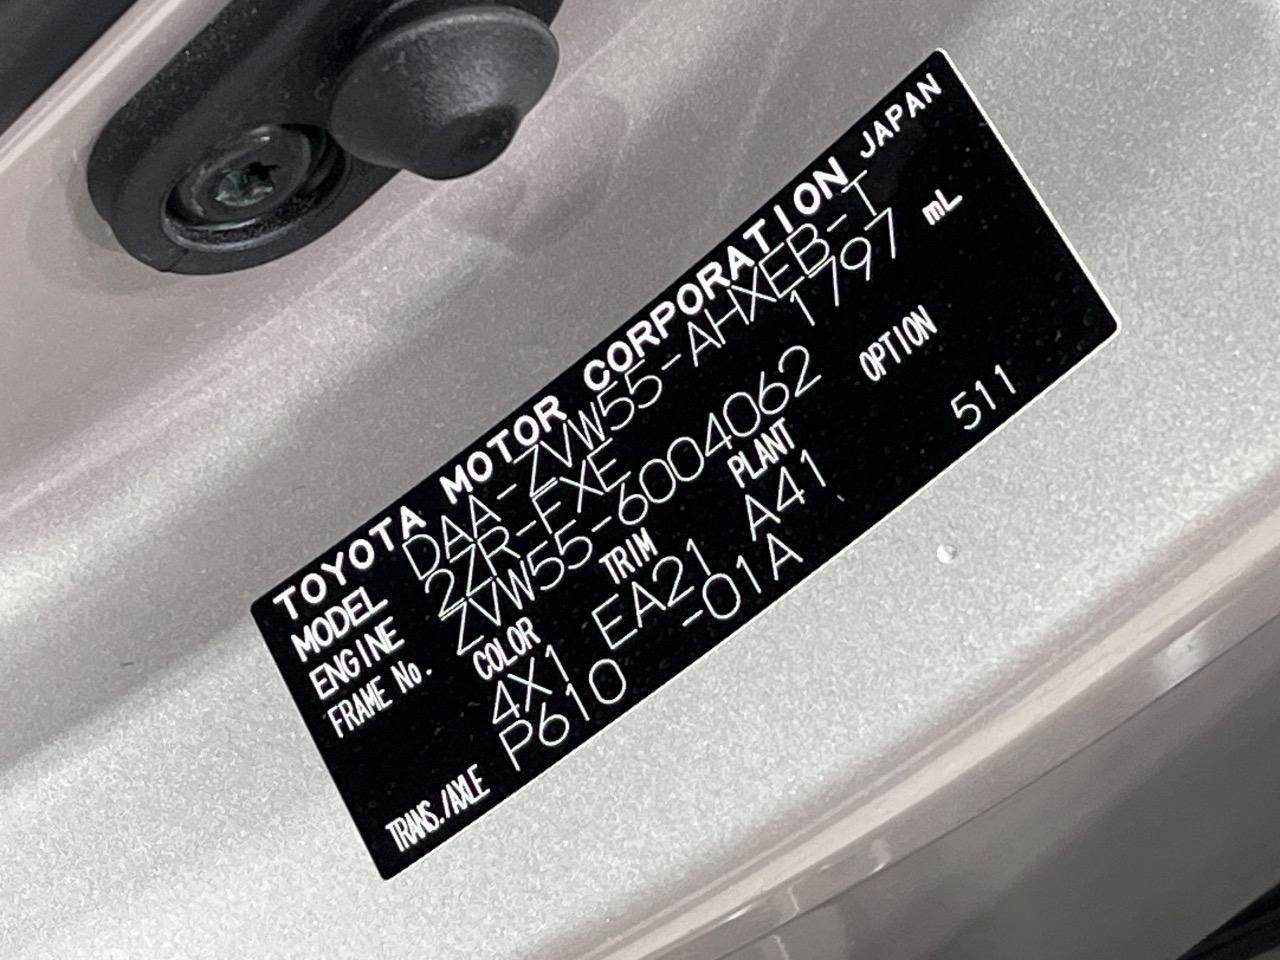 TOYOTA MOTOR CORPORATION JAPAN
MODEL DAA-ZVW55-AHXEB-T
ENGINE 2ZR-FXE 1797 mL
FRAME No. ZVW55-6004062
COLOR TRIM PLANT OPTION
4X1 EA21 A41 511
TRANS./AXLE P610 -01A